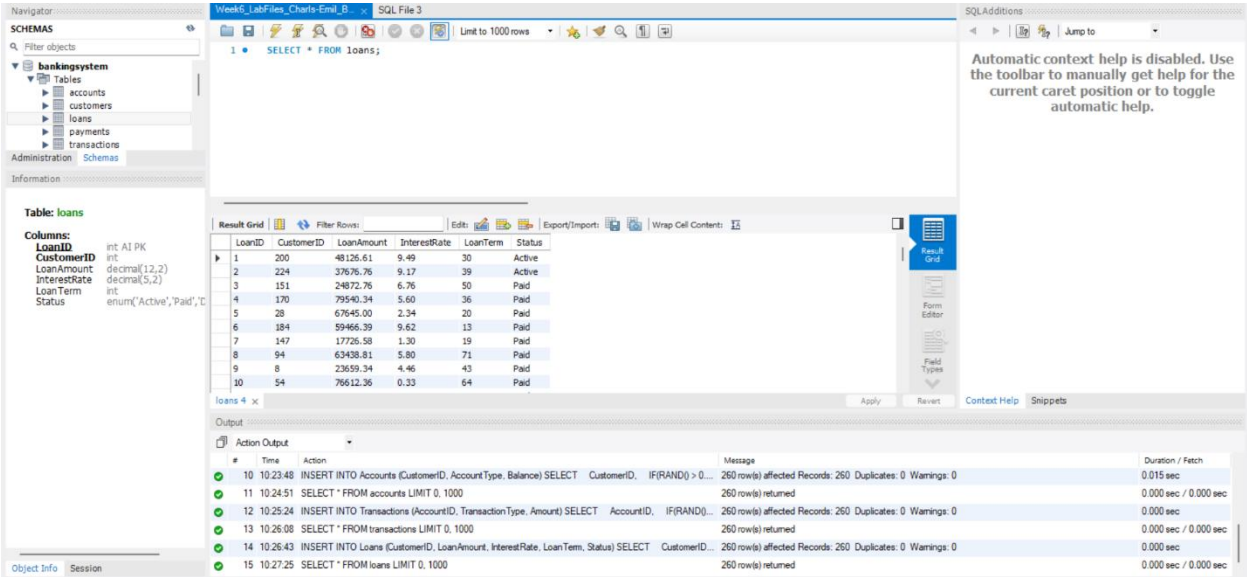 Navigator
SCHEMAS
Filter objects
bankingsystem
Tables
accounts
customers
loans
payments
transactions
Administration Schemas
Information
Table: loans
Columns:
LoanID int AI PK
CustomerID int
LoanAmount decimal(12,2)
InterestRate decimal(5,2)
LoanTerm int
Status enum('Active','Paid','D
Object Info Session
Week6_LabFiles_Charls-Emil_B... × SQL File 3
Limit to 1000 rows
1 SELECT * FROM loans;
Result Grid Filter Rows: Edit: Export/Import: Wrap Cell Content:
LoanID CustomerID LoanAmount InterestRate LoanTerm Status
1 200 48126.61 9.49 30 Active
2 224 37676.76 9.17 39 Active
3 151 24872.76 6.76 50 Paid
4 170 79540.34 5.60 36 Paid
5 28 67645.00 2.34 20 Paid
6 184 59466.39 9.62 13 Paid
7 147 17726.58 1.30 19 Paid
8 94 63438.81 5.80 71 Paid
9 8 23659.34 4.46 43 Paid
10 54 76612.36 0.33 64 Paid
Result
Grid
Form
Editor
Field
Types
loans 4 × Apply Revert
SQLAdditions
Jump to
Automatic context help is disabled. Use
the toolbar to manually get help for the
current caret position or to toggle
automatic help.
Context Help Snippets
Output
Action Output
# Time Action Message Duration / Fetch
10 10:23:48 INSERT INTO Accounts (CustomerID, AccountType, Balance) SELECT CustomerID, IF(RAND() > 0.... 260 row(s) affected Records: 260 Duplicates: 0 Warnings: 0 0.015 sec
11 10:24:51 SELECT * FROM accounts LIMIT 0, 1000 260 row(s) returned 0.000 sec / 0.000 sec
12 10:25:24 INSERT INTO Transactions (AccountID, TransactionType, Amount) SELECT AccountID, IF(RAND()... 260 row(s) affected Records: 260 Duplicates: 0 Warnings: 0 0.000 sec
13 10:26:08 SELECT * FROM transactions LIMIT 0, 1000 260 row(s) returned 0.000 sec / 0.000 sec
14 10:26:43 INSERT INTO Loans (CustomerID, LoanAmount, InterestRate, LoanTerm, Status) SELECT CustomerID... 260 row(s) affected Records: 260 Duplicates: 0 Warnings: 0 0.000 sec
15 10:27:25 SELECT * FROM loans LIMIT 0, 1000 260 row(s) returned 0.000 sec / 0.000 sec